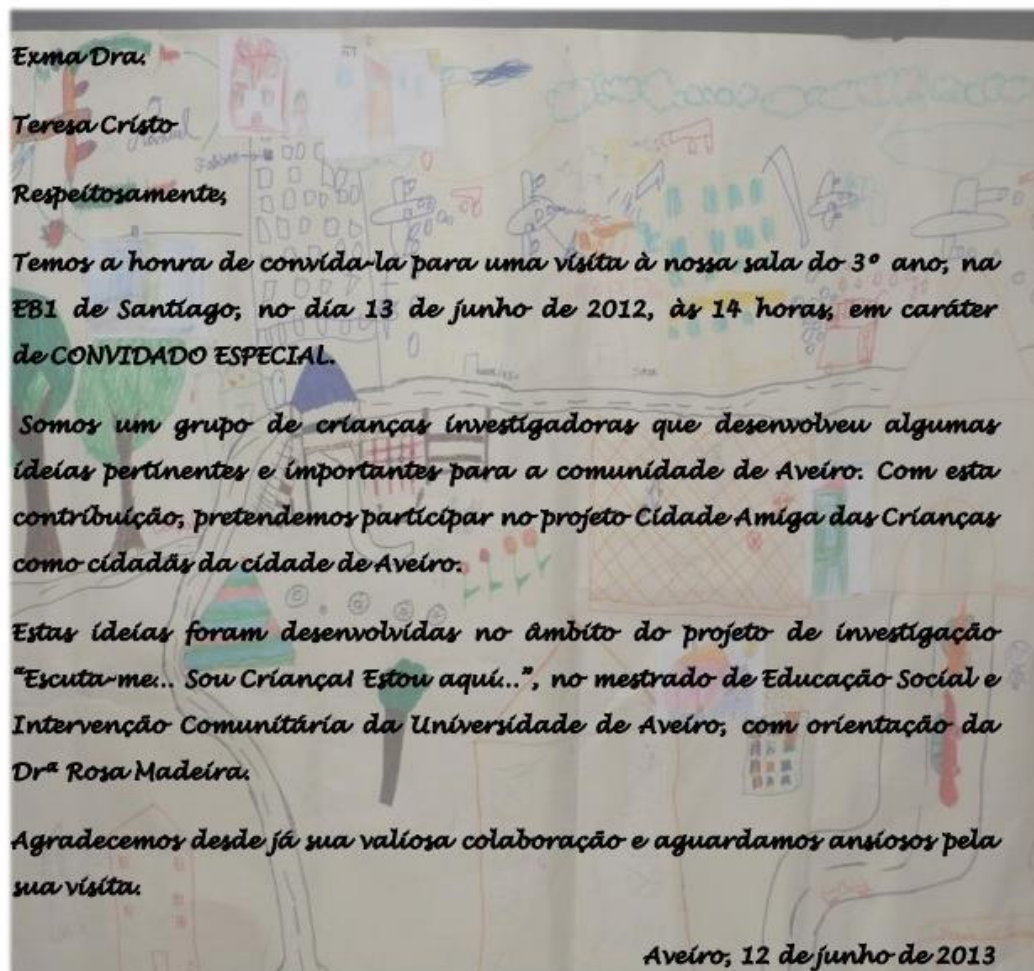 Exma Dra.
Teresa Cristo
Respeitosamente,
Temos a honra de convida-la para uma visita à nossa sala do 3º ano, na
EB1 de Santiago, no dia 13 de junho de 2012, às 14 horas, em caráter
de CONVIDADO ESPECIAL.
Somos um grupo de crianças investigadoras que desenvolveu algumas
ideias pertinentes e importantes para a comunidade de Aveiro. Com esta
contribuição, pretendemos participar no projeto Cidade Amiga das Crianças
como cidadãs da cidade de Aveiro.
Estas ideias foram desenvolvidas no âmbito do projeto de investigação
"Escuta-me... Sou Criança! Estou aqui...", no mestrado de Educação Social e
Intervenção Comunitária da Universidade de Aveiro, com orientação da
Drª Rosa Madeira.
Agradecemos desde já sua valiosa colaboração e aguardamos ansiosos pela
sua visita.
Aveiro, 12 de junho de 2013